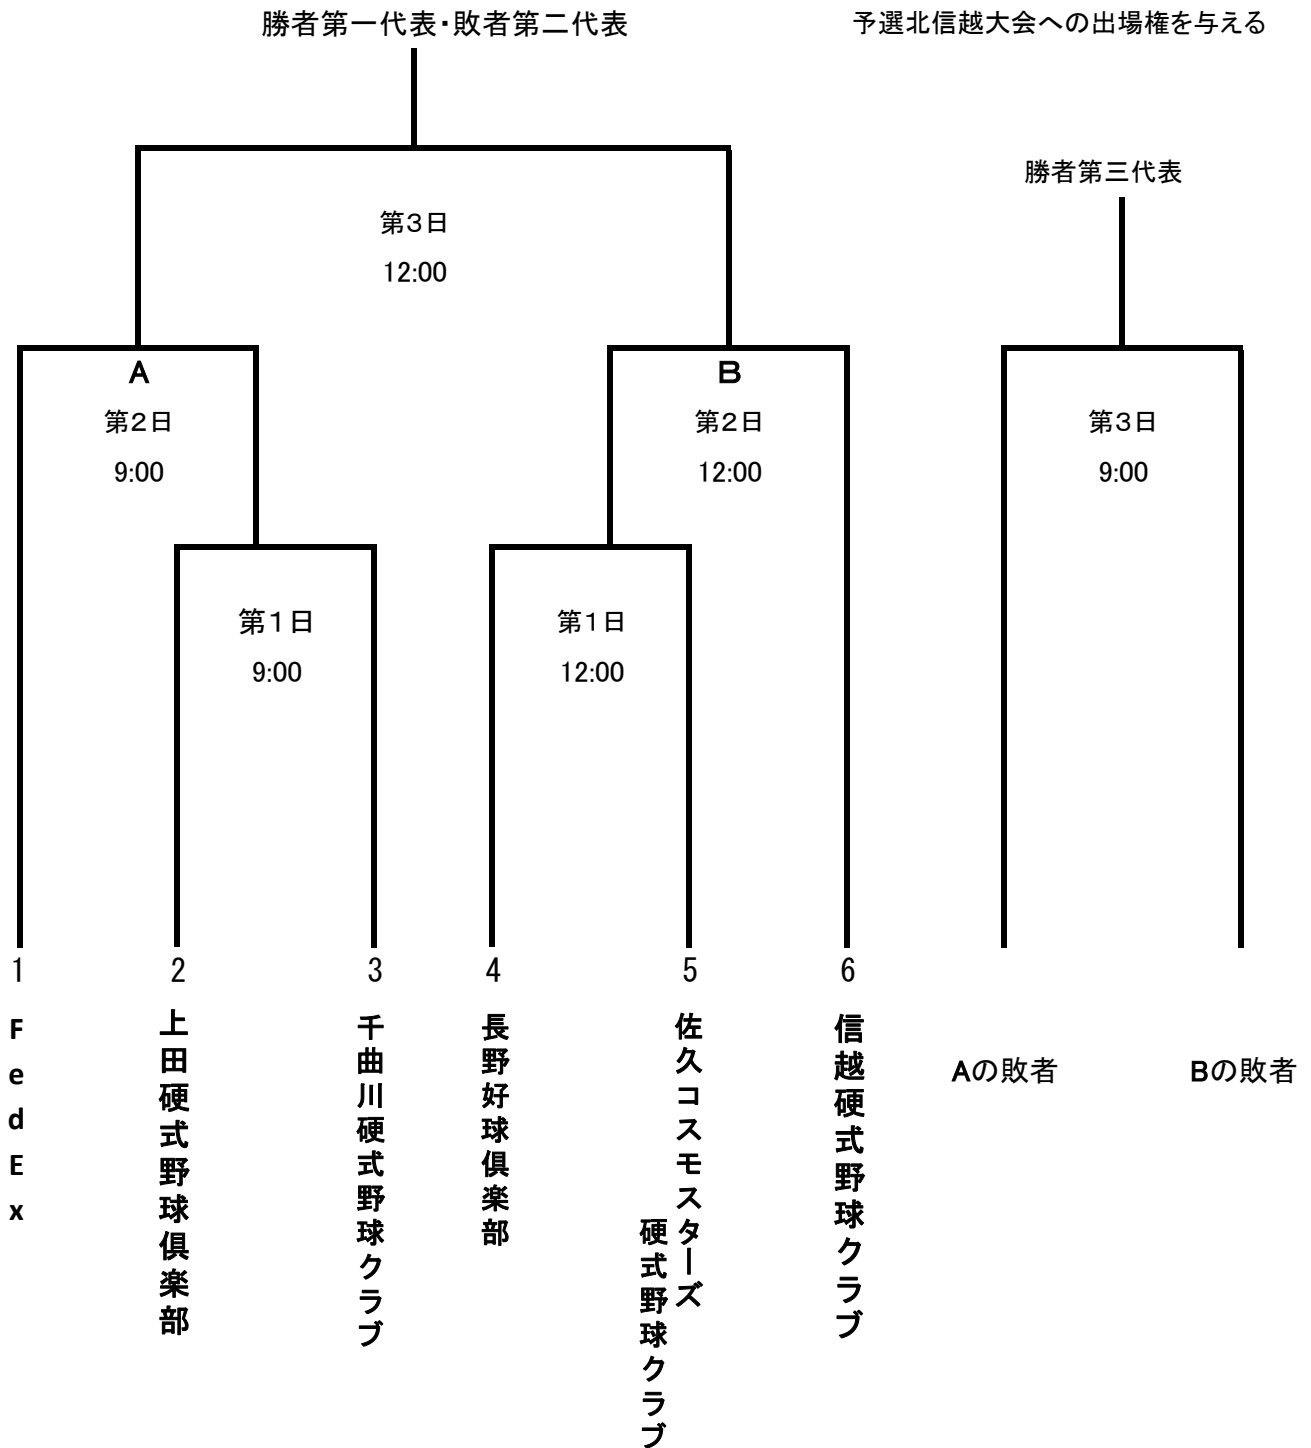 勝者第一代表・敗者第二代表
予選北信越大会への出場権を与える
勝者第三代表
第3日
12:00
A
第2日
9:00
B
第2日
12:00
第3日
9:00
第1日
9:00
第1日
12:00
1
2
3
4
5
6
FedEx
上田硬式野球倶楽部
千曲川硬式野球クラブ
長野好球倶楽部
佐久コスモスターズ
硬式野球クラブ
信越硬式野球クラブ
Aの敗者
Bの敗者